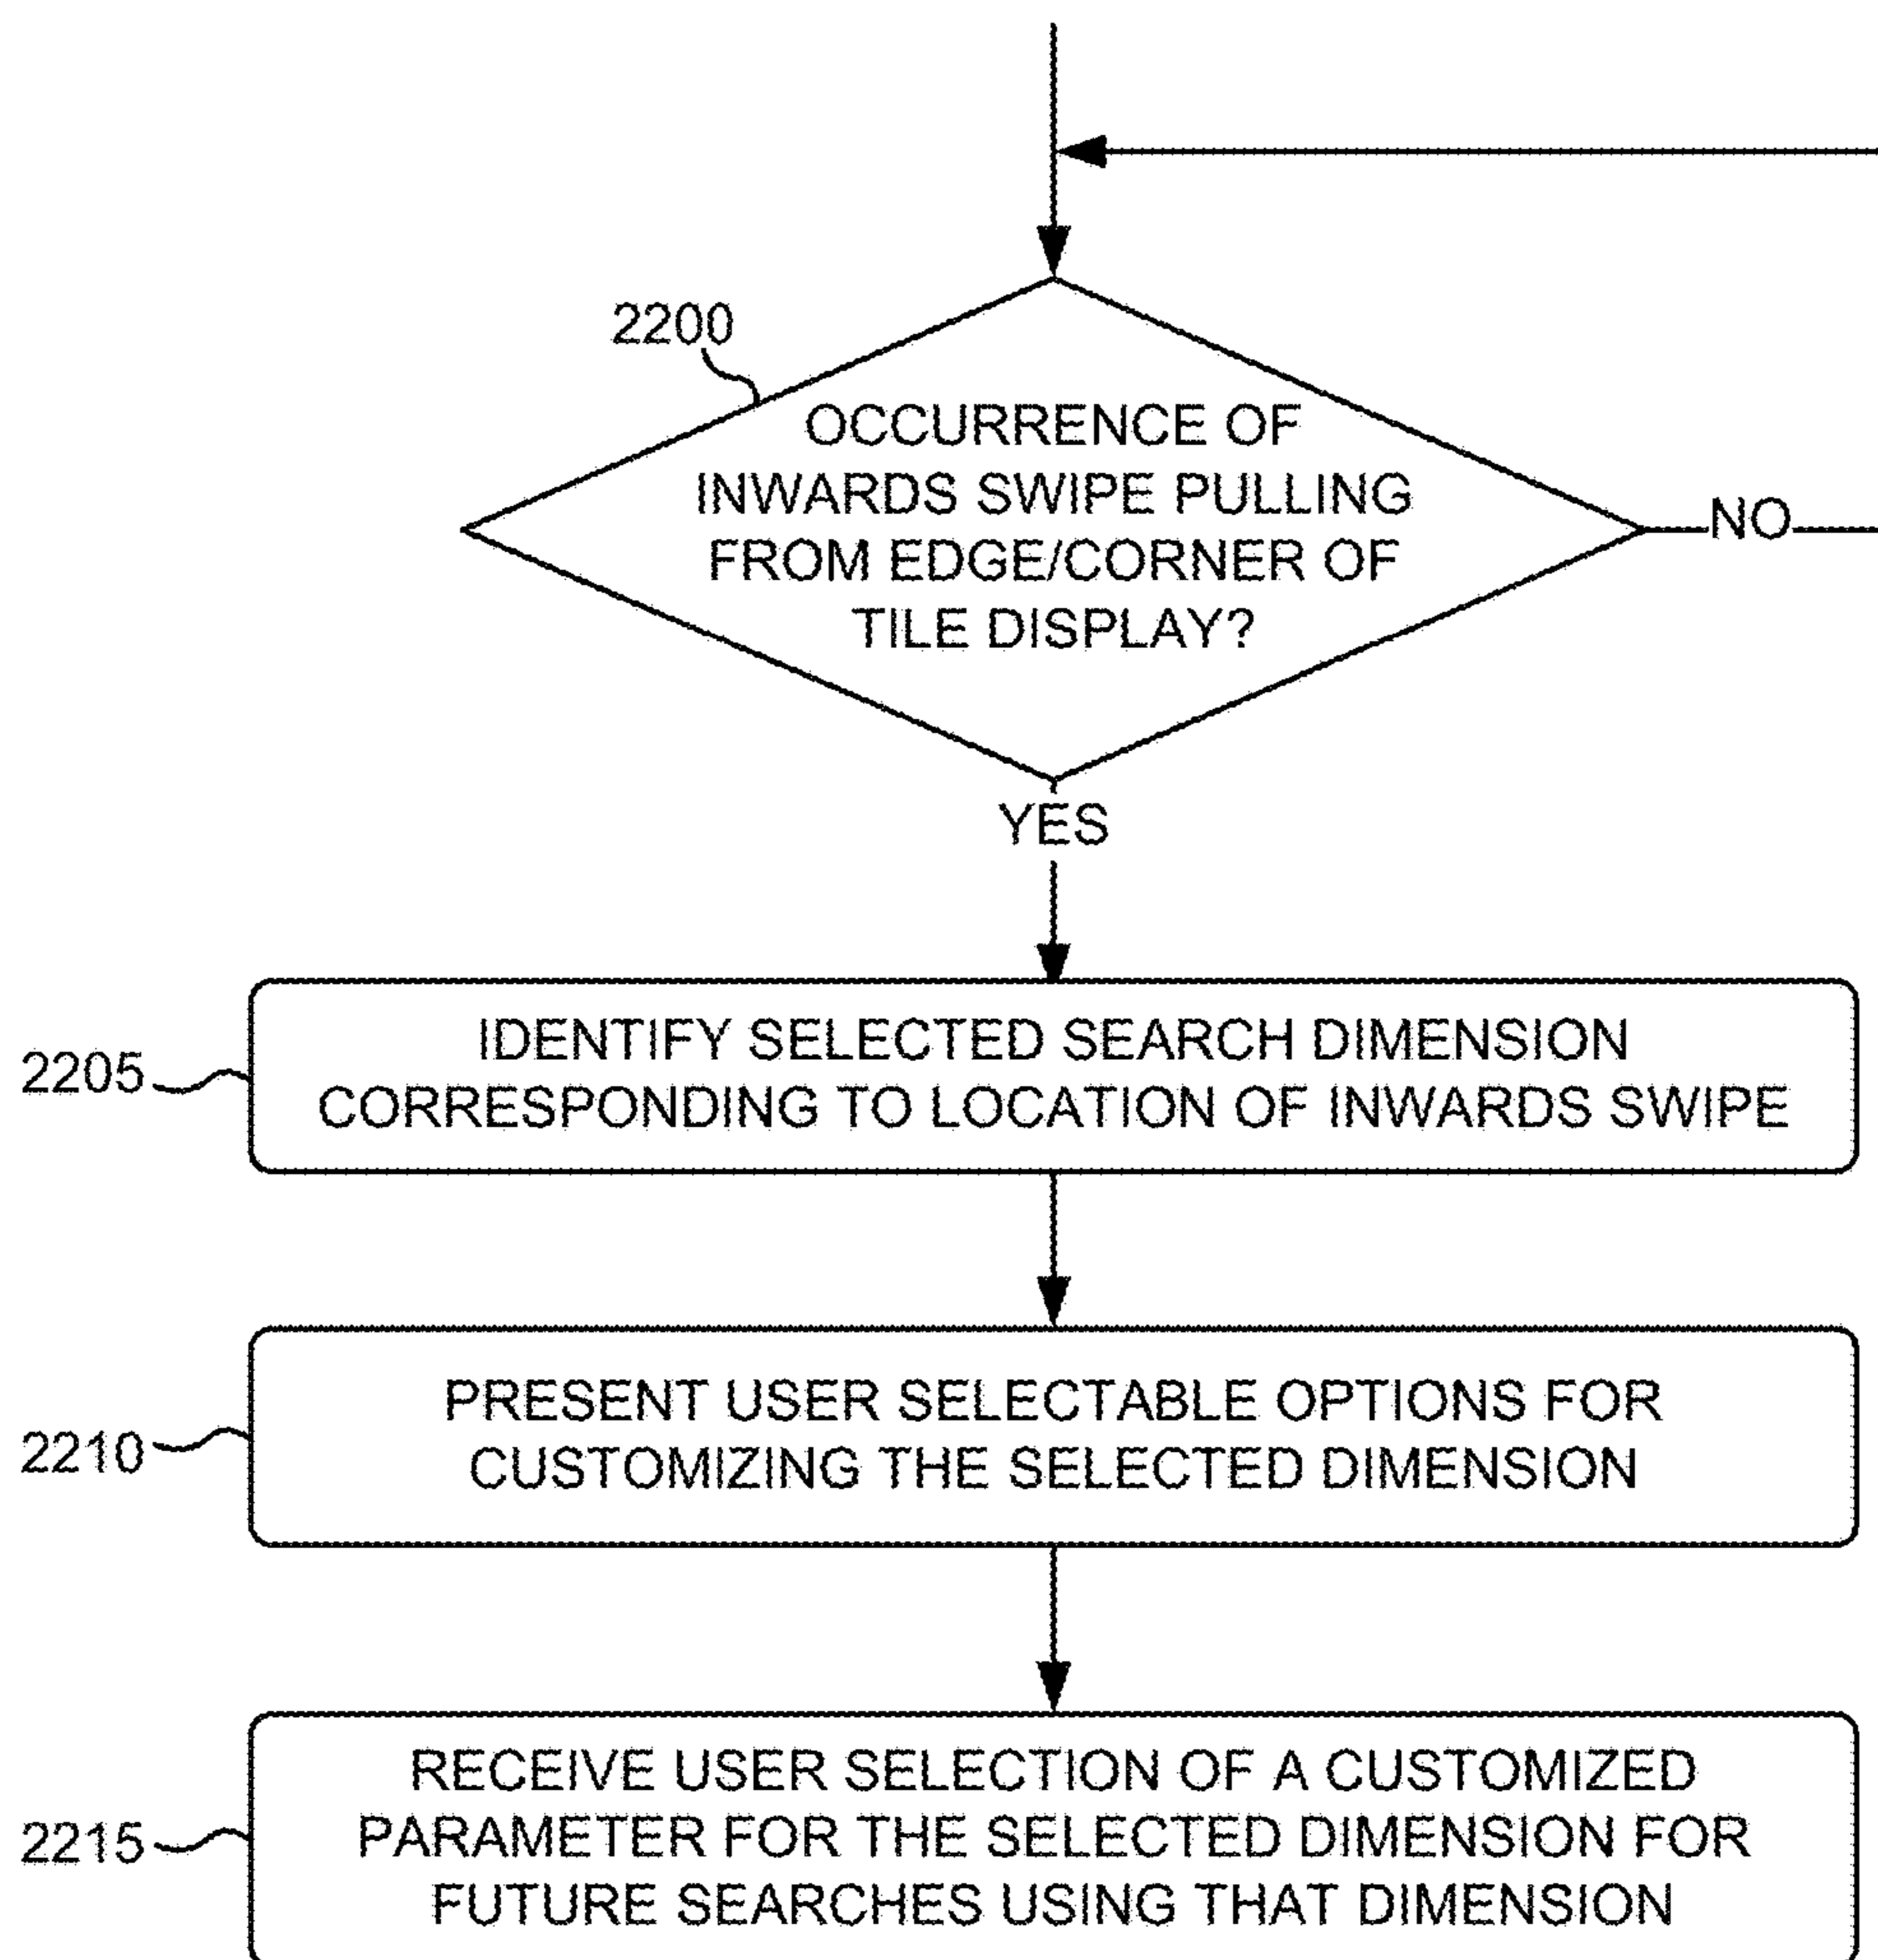 2200
OCCURRENCE OF
INWARDS SWIPE PULLING
FROM EDGE/CORNER OF
TILE DISPLAY?
NO
YES
2205
IDENTIFY SELECTED SEARCH DIMENSION
CORRESPONDING TO LOCATION OF INWARDS SWIPE
2210
PRESENT USER SELECTABLE OPTIONS FOR
CUSTOMIZING THE SELECTED DIMENSION
2215
RECEIVE USER SELECTION OF A CUSTOMIZED
PARAMETER FOR THE SELECTED DIMENSION FOR
FUTURE SEARCHES USING THAT DIMENSION